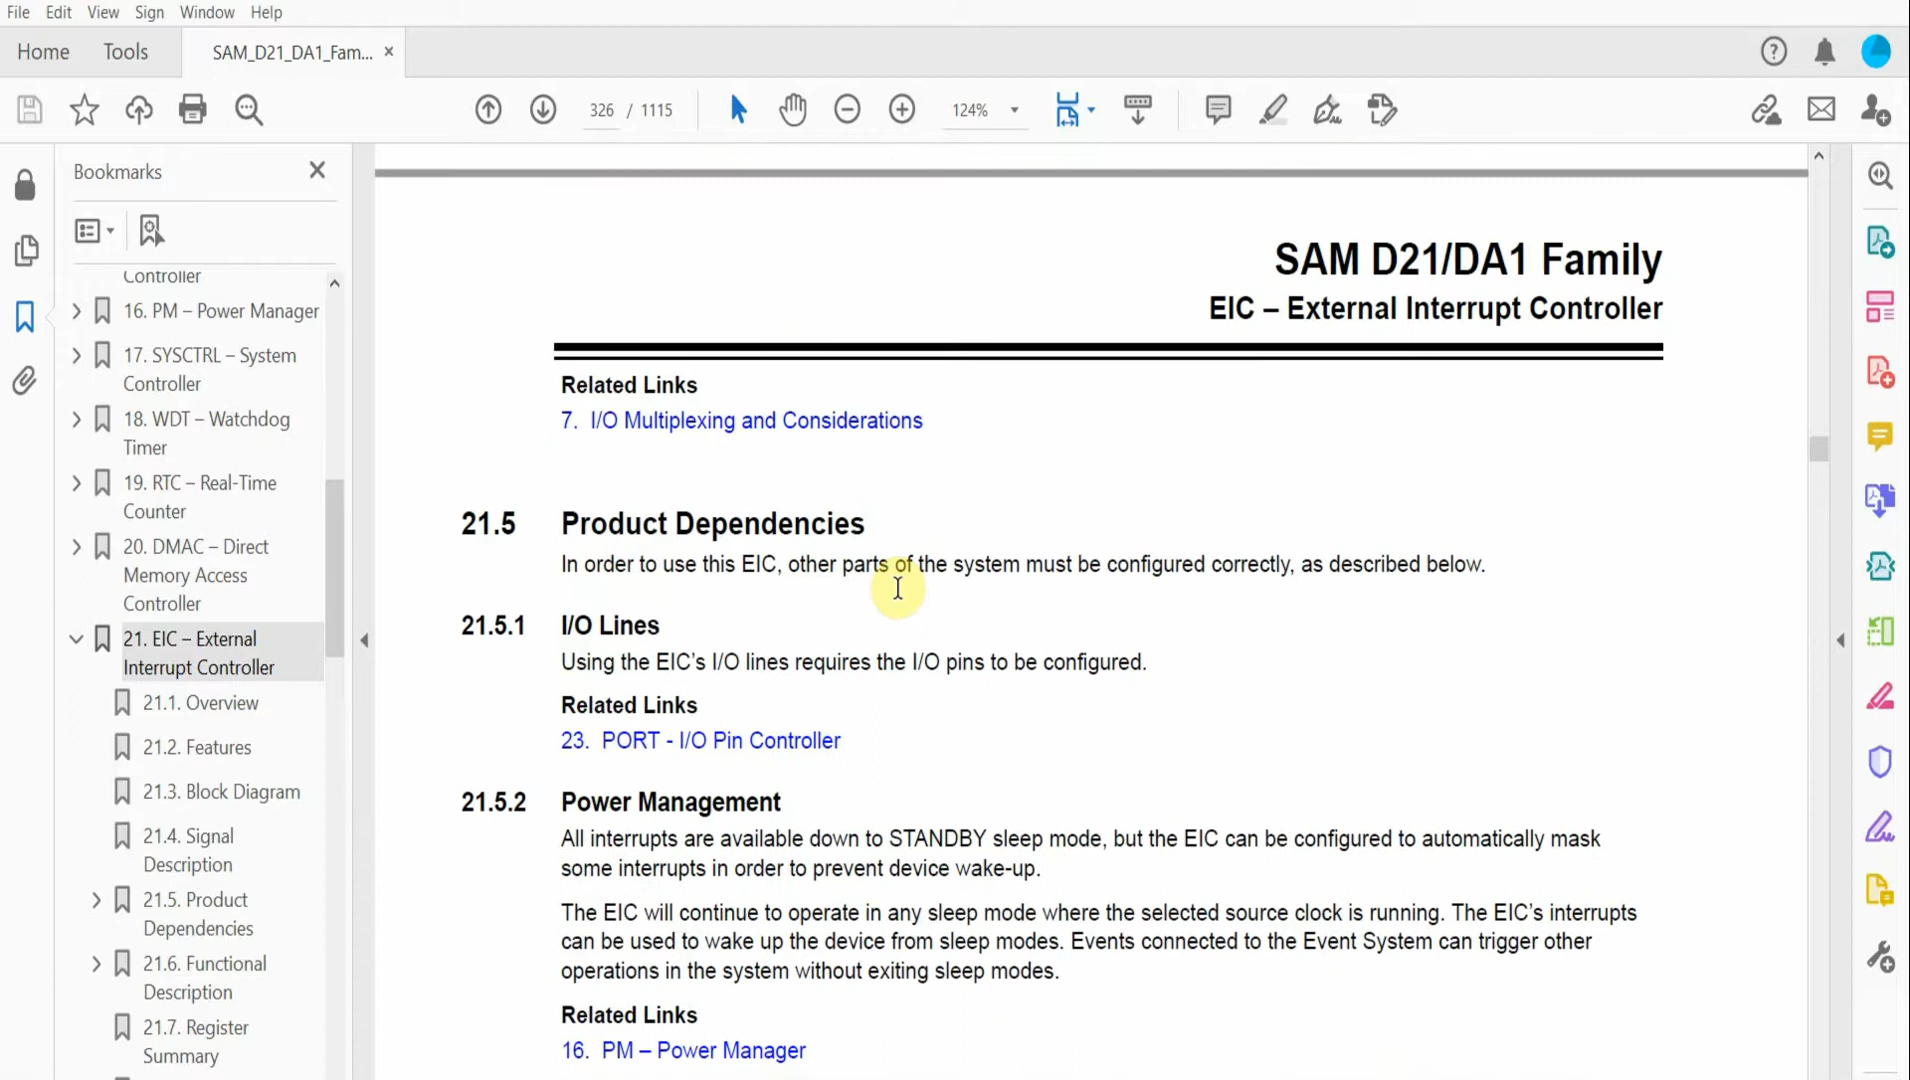 File Edit View Sign Window Help
Home Tools SAM_D21_DA1_Fam... ×
326 / 1115 124%
Bookmarks
Controller
16. PM – Power Manager
17. SYSCTRL – System
Controller
18. WDT – Watchdog
Timer
19. RTC – Real-Time
Counter
20. DMAC – Direct
Memory Access
Controller
21. EIC – External
Interrupt Controller
21.1. Overview
21.2. Features
21.3. Block Diagram
21.4. Signal
Description
21.5. Product
Dependencies
21.6. Functional
Description
21.7. Register
Summary
SAM D21/DA1 Family
EIC – External Interrupt Controller
Related Links
7. I/O Multiplexing and Considerations
21.5 Product Dependencies
In order to use this EIC, other parts of the system must be configured correctly, as described below.
21.5.1 I/O Lines
Using the EIC’s I/O lines requires the I/O pins to be configured.
Related Links
23. PORT - I/O Pin Controller
21.5.2 Power Management
All interrupts are available down to STANDBY sleep mode, but the EIC can be configured to automatically mask
some interrupts in order to prevent device wake-up.
The EIC will continue to operate in any sleep mode where the selected source clock is running. The EIC’s interrupts
can be used to wake up the device from sleep modes. Events connected to the Event System can trigger other
operations in the system without exiting sleep modes.
Related Links
16. PM – Power Manager